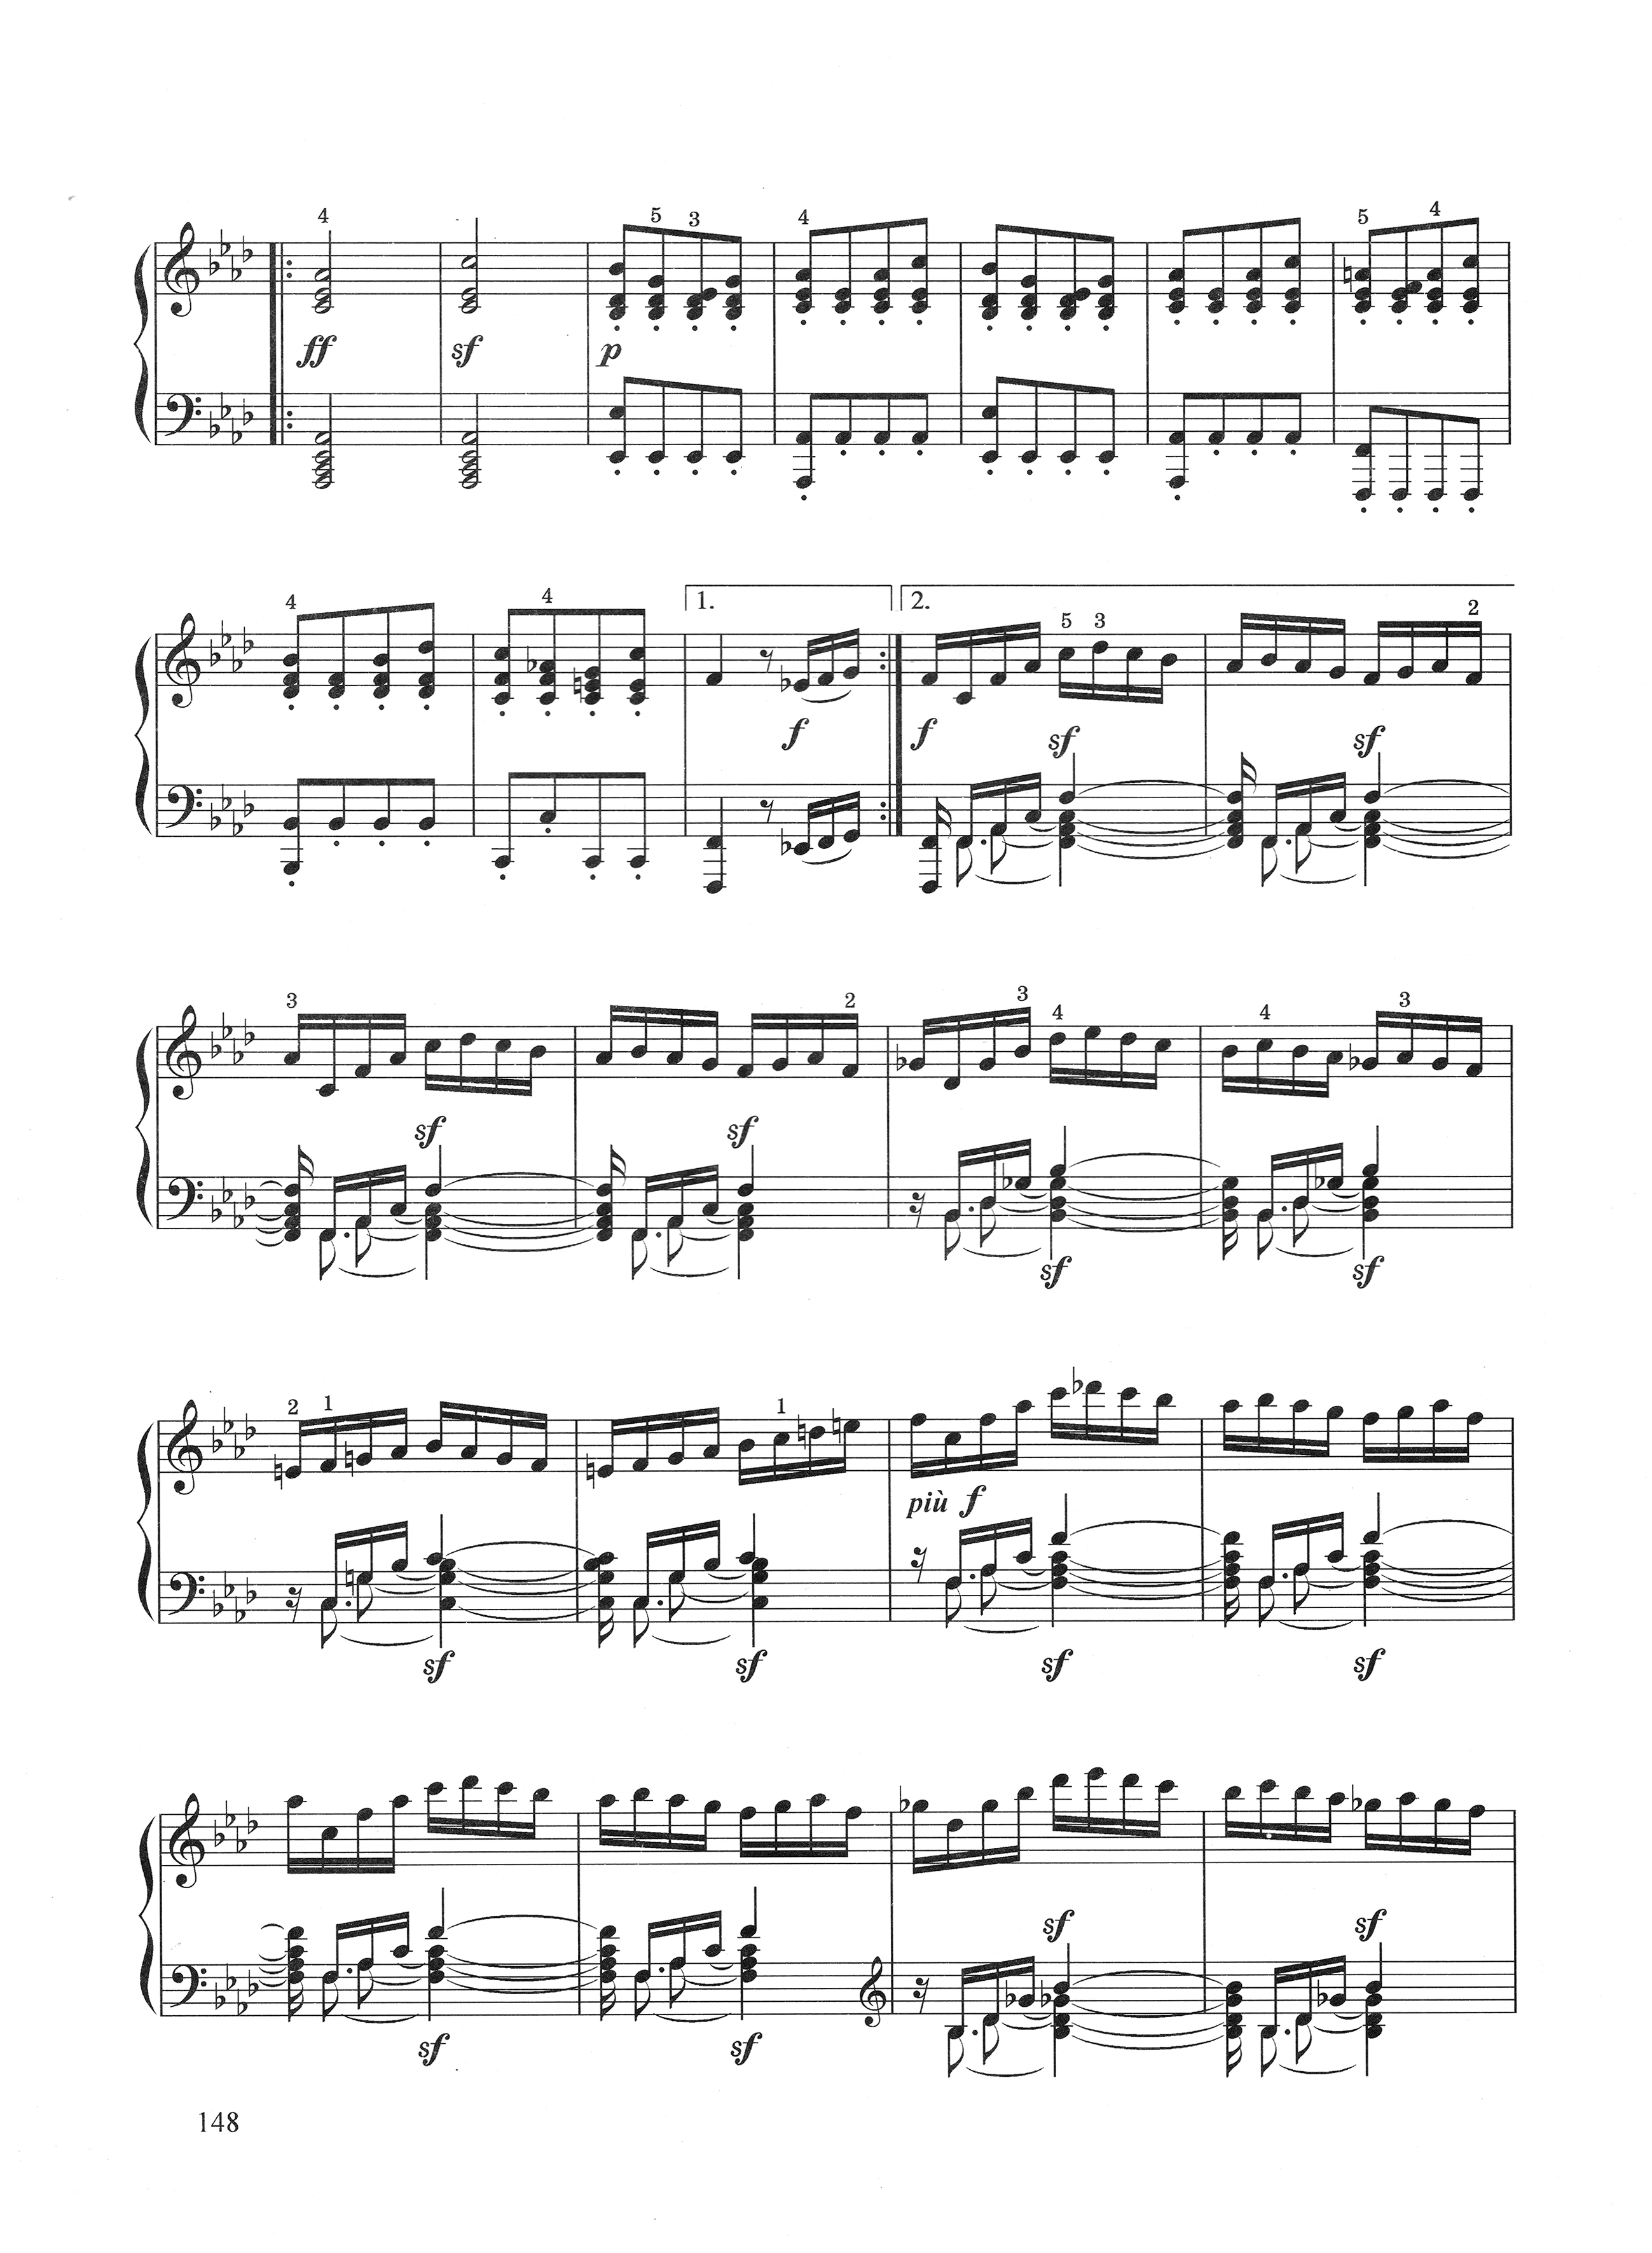 4 5 3 4 5 4
ff sf p
4 4 1. 2. 5 3 2
f f sf sf
3 2 3 4 4 3
sf sf
sf sf
2 1 1
più f
sf sf sf sf
sf sf
sf sf
148